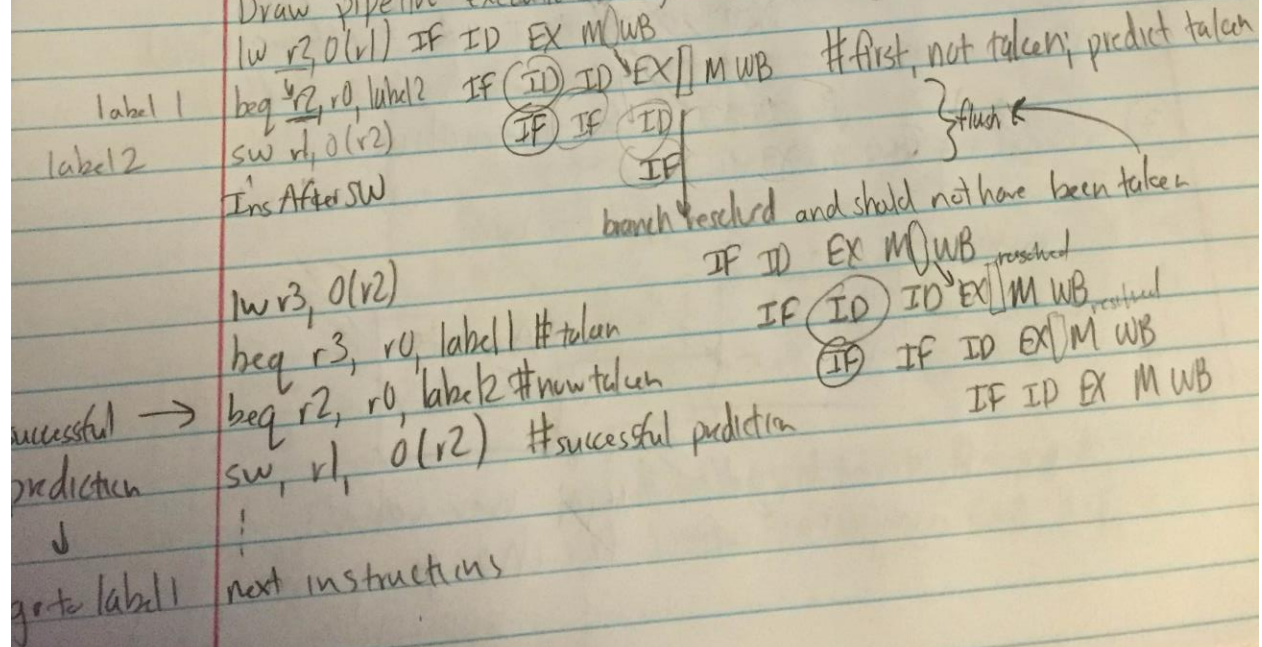 Draw pipeline
lw r2, 0(r1) IF ID EX M WB
label 1 beq r2, r0, label2 IF ID ID EX M WB #first, not taken; predict taken
label2 sw r1, 0(r2) IF IF ID } flush
Ins After SW IF
branch resolved and should not have been taken
lw r3, 0(r2) IF ID EX M WB resolved
beq r3, r0, label1 #taken IF ID ID EX M WB resolved
successful → beq r2, r0, label2 #now taken IF IF ID EX M WB
prediction sw, r1, 0(r2) #successful prediction IF ID EX M WB
↓ ⋮
go to label1 next instructions